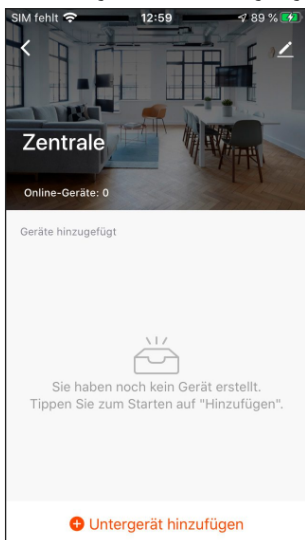 SIM fehlt 12:59 89 %
Zentrale
Online-Geräte: 0
Geräte hinzugefügt
Sie haben noch kein Gerät erstellt.
Tippen Sie zum Starten auf "Hinzufügen".
Untergerät hinzufügen